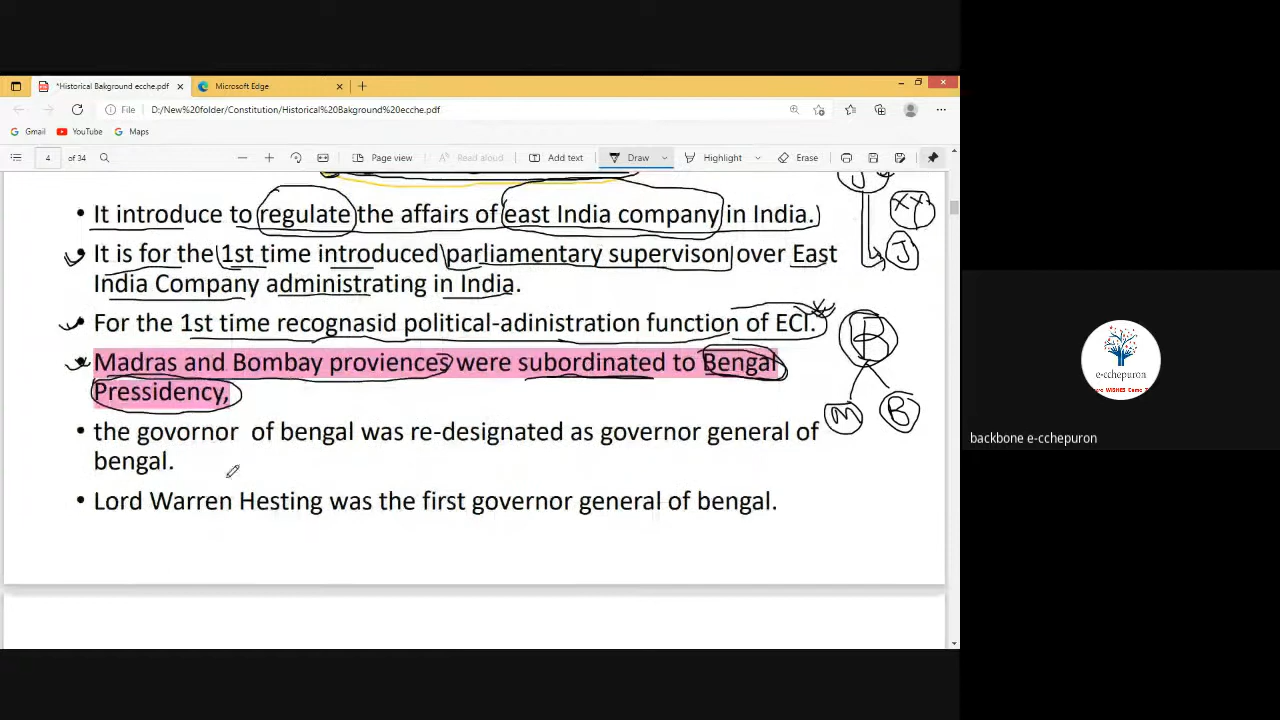 *Historical Bakground ecche.pdf
Microsoft Edge
File
D:/New%20folder/Constitution/Historical%20Bakground%20ecche.pdf
Gmail
YouTube
Maps
4 of 34
Page view
Read aloud
Add text
Draw
Highlight
Erase
• It introduce to regulate the affairs of east India company in India.
• It is for the 1st time introduced parliamentary supervison over East
India Company administrating in India.
• For the 1st time recognasid political-adinistration function of ECI.
• Madras and Bombay proviences were subordinated to Bengal
Pressidency,
• the govornor of bengal was re-designated as governor general of
bengal.
• Lord Warren Hesting was the first governor general of bengal.
XX
J
B
M
B
e-cchepuron
backbone e-cchepuron